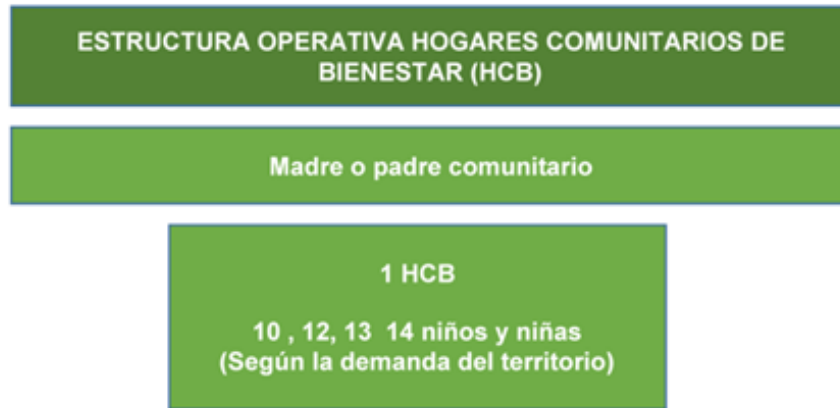 ESTRUCTURA OPERATIVA HOGARES COMUNITARIOS DE
BIENESTAR (HCB)
Madre o padre comunitario
1 HCB
10 , 12, 13 14 niños y niñas
(Según la demanda del territorio)